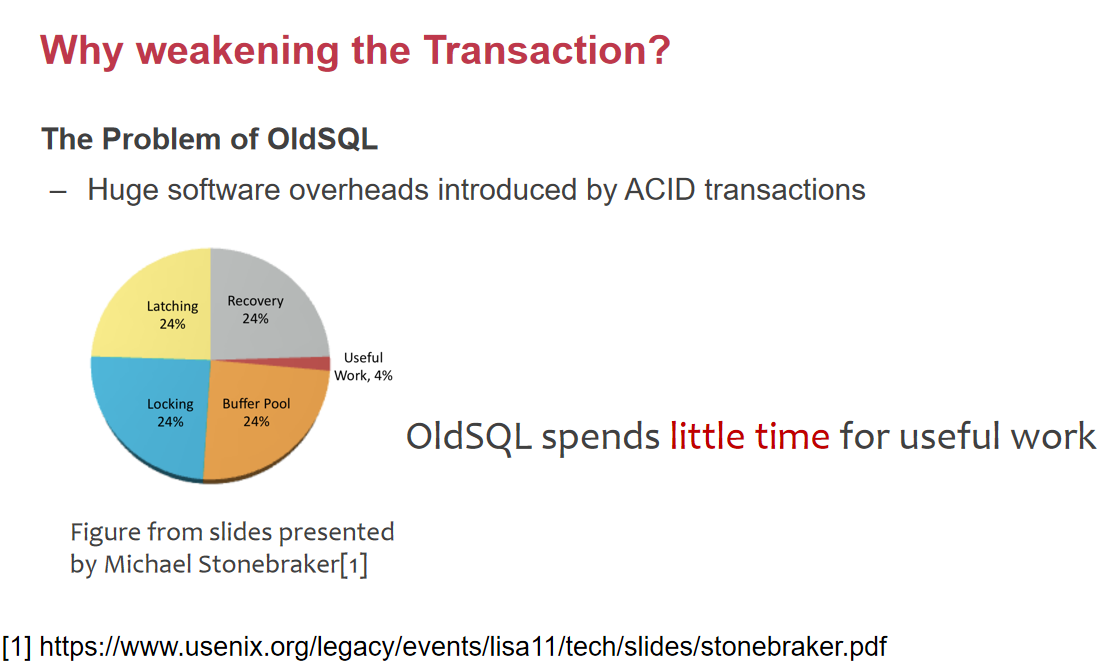 Why weakening the Transaction?
The Problem of OldSQL
– Huge software overheads introduced by ACID transactions
Latching
24%
Recovery
24%
Useful
Work, 4%
Locking
24%
Buffer Pool
24%
OldSQL spends little time for useful work
Figure from slides presented
by Michael Stonebraker[1]
[1] https://www.usenix.org/legacy/events/lisa11/tech/slides/stonebraker.pdf